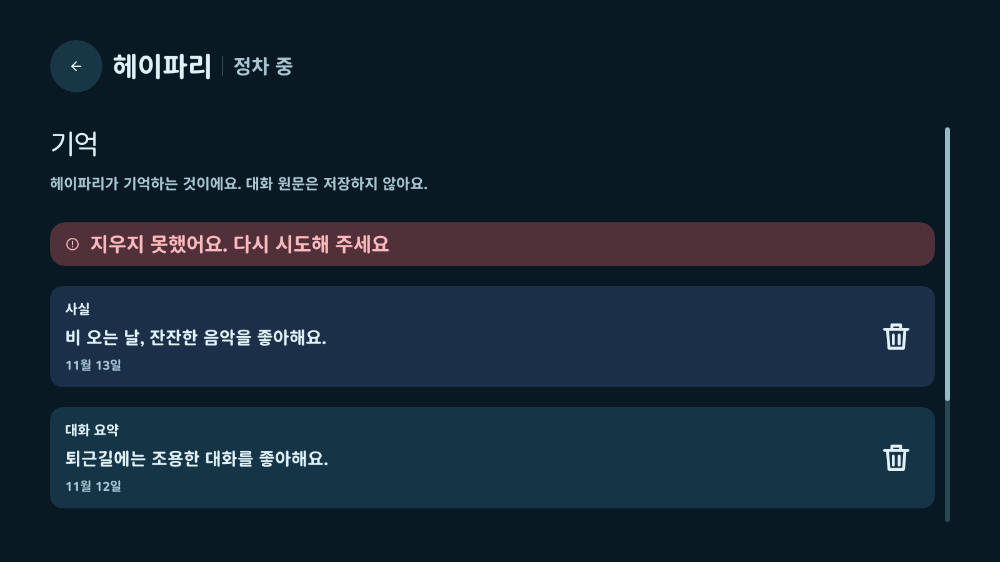 헤이파리 | 정차 중
기억
헤이파리가 기억하는 것이에요. 대화 원문은 저장하지 않아요.
지우지 못했어요. 다시 시도해 주세요
사실
비 오는 날, 잔잔한 음악을 좋아해요.
11월 13일
대화 요약
퇴근길에는 조용한 대화를 좋아해요.
11월 12일